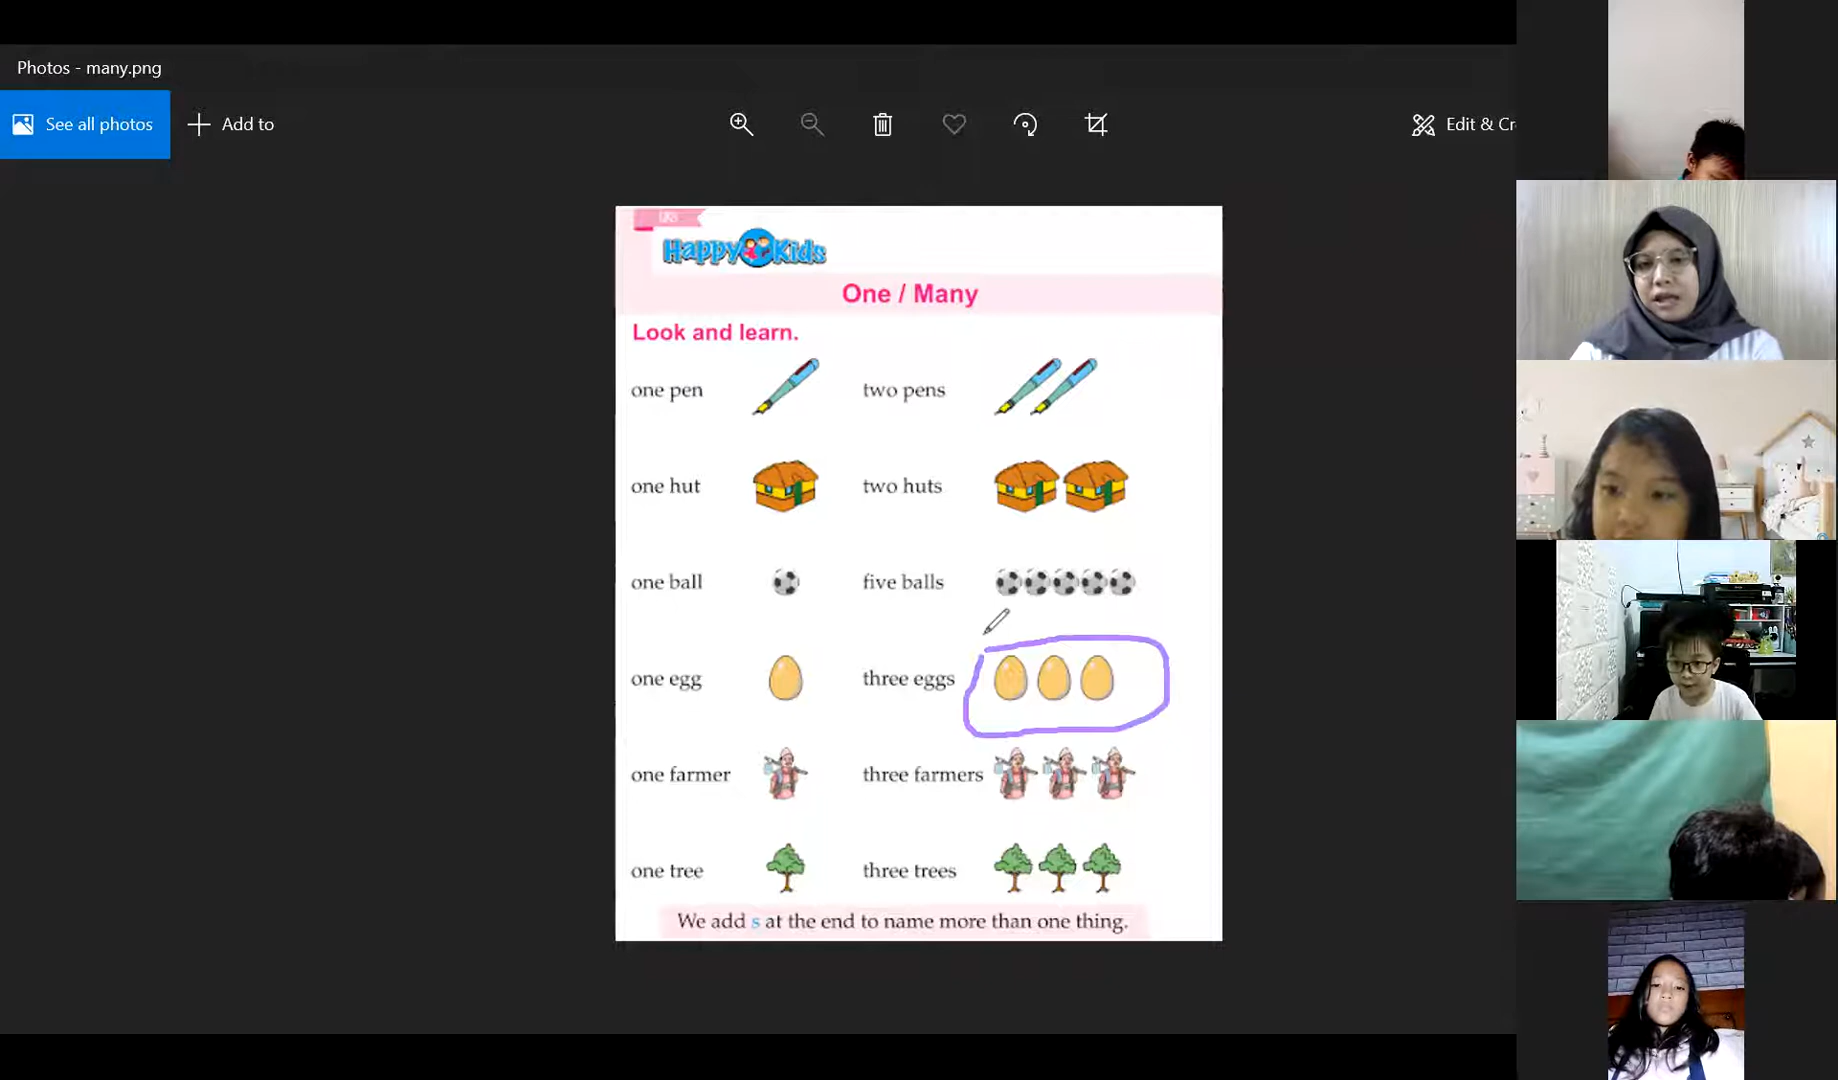 Photos - many.png
See all photos
Add to
Edit & Cr
Happy Kids
One / Many
Look and learn.
one pen two pens
one hut two huts
one ball five balls
one egg three eggs
one farmer three farmers
one tree three trees
We add s at the end to name more than one thing.